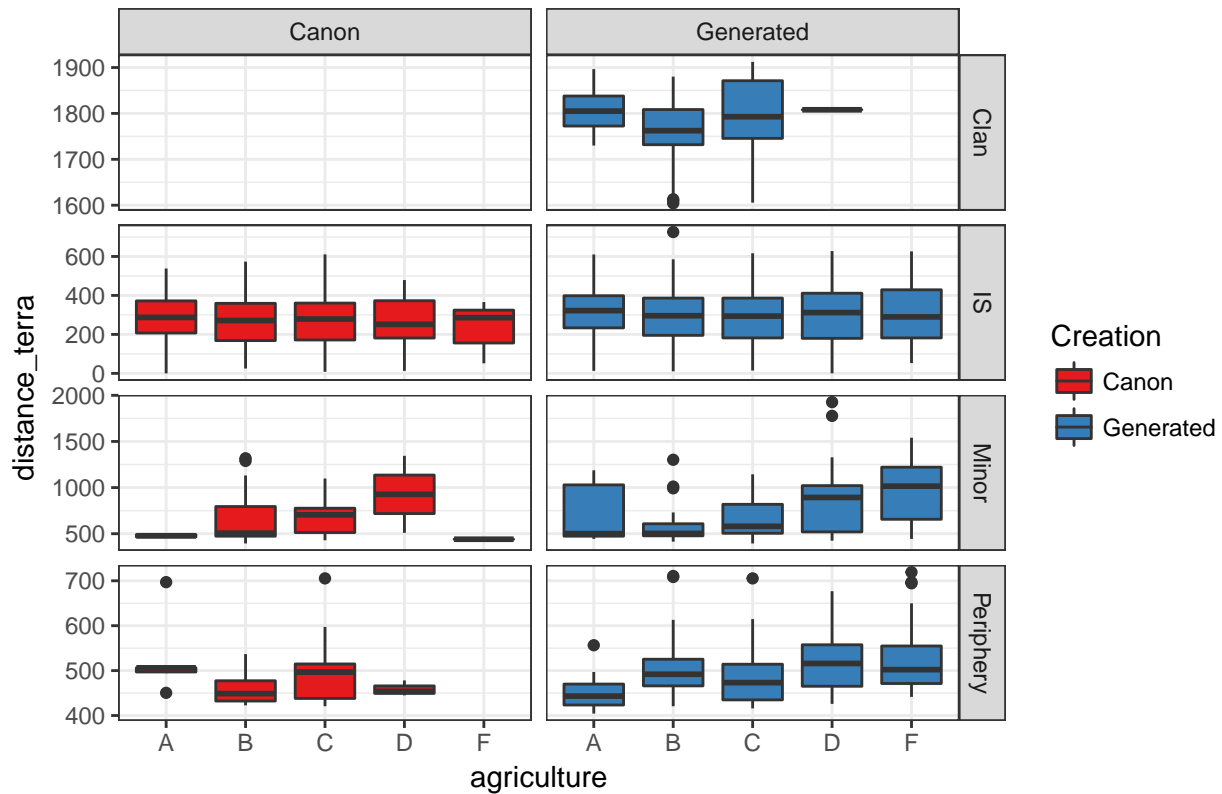 Canon Generated
1900
1800
1700
1600
Clan
600
400
200
0
IS
2000
1500
1000
500
Minor
700
600
500
400
Periphery
A B C D F A B C D F
agriculture
distance_terra
Creation
Canon
Generated